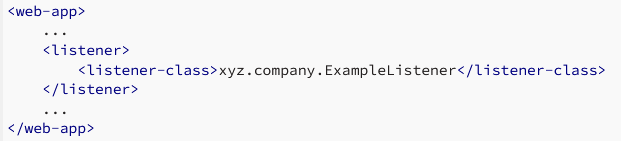 <web-app>
    ...
    <listener>
        <listener-class>xyz.company.ExampleListener</listener-class>
    </listener>
    ...
</web-app>